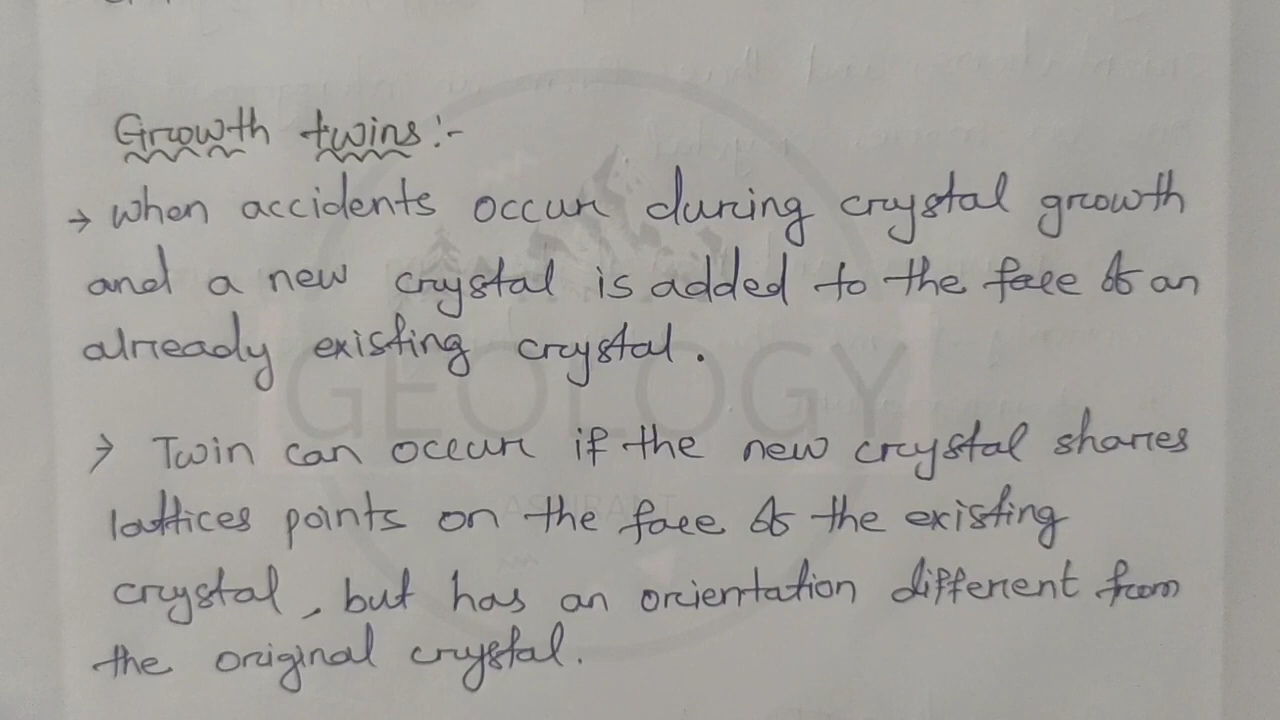 Growth twins:-
→ When accidents occur during crystal growth
and a new crystal is added to the face of an
already existing crystal.
GEOLOGY
→ Twin can occur if the new crystal shares
lattices points on the face of the existing
crystal, but has an orientation different from
the original crystal.